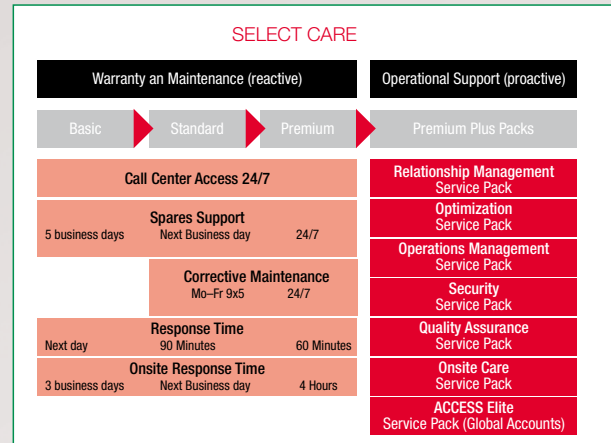 SELECT CARE
Warranty an Maintenance (reactive)
Operational Support (proactive)
Basic
Standard
Premium
Premium Plus Packs
Call Center Access 24/7
Spares Support
5 business days
Next Business day
24/7
Corrective Maintenance
Mo–Fr 9x5
24/7
Response Time
Next day
90 Minutes
60 Minutes
Onsite Response Time
3 business days
Next Business day
4 Hours
Relationship Management
Service Pack
Optimization
Service Pack
Operations Management
Service Pack
Security
Service Pack
Quality Assurance
Service Pack
Onsite Care
Service Pack
ACCESS Elite
Service Pack (Global Accounts)